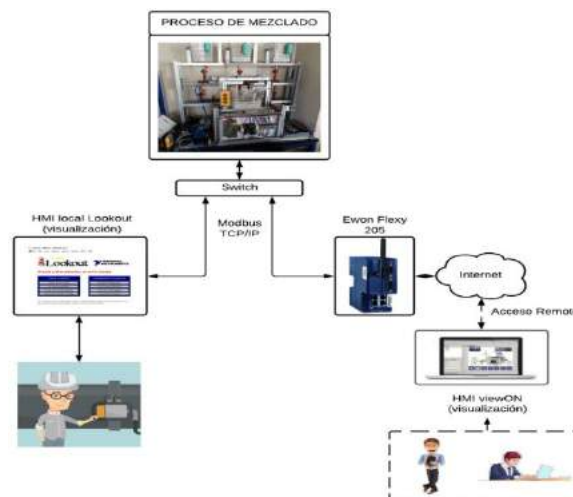 PROCESO DE MEZCLADO
Switch
HMI local Lookout
(visualización)
Modbus
TCP/IP
Ewon Flexy
205
Lookout
Internet
Acceso Remot
HMI viewON
(visualización)